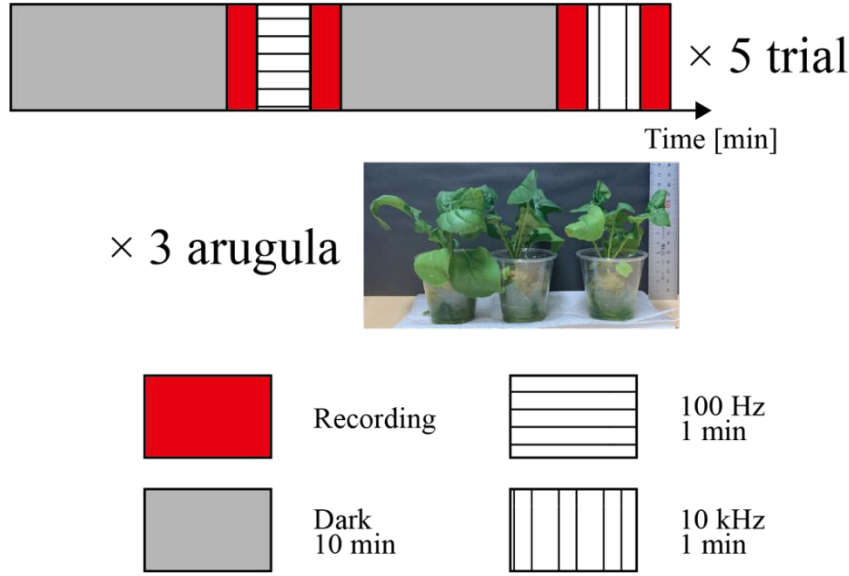 × 5 trial
Time [min]
× 3 arugula
Recording
100 Hz
1 min
Dark
10 min
10 kHz
1 min